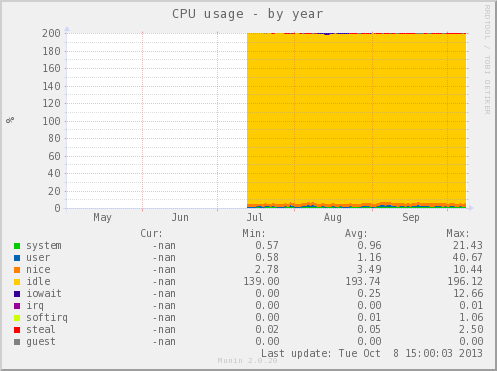 CPU usage - by year
RRDTOOL / TOBI OETIKER
%
200
180
160
140
120
100
80
60
40
20
0
May Jun Jul Aug Sep
Cur: Min: Avg: Max:
system -nan 0.57 0.96 21.43
user -nan 0.58 1.16 40.67
nice -nan 2.78 3.49 10.44
idle -nan 139.00 193.74 196.12
iowait -nan 0.00 0.25 12.66
irq -nan 0.00 0.00 0.01
softirq -nan 0.00 0.01 1.06
steal -nan 0.02 0.05 2.50
guest -nan 0.00 0.00 0.00
Last update: Tue Oct 8 15:00:03 2013
Munin 2.0.20